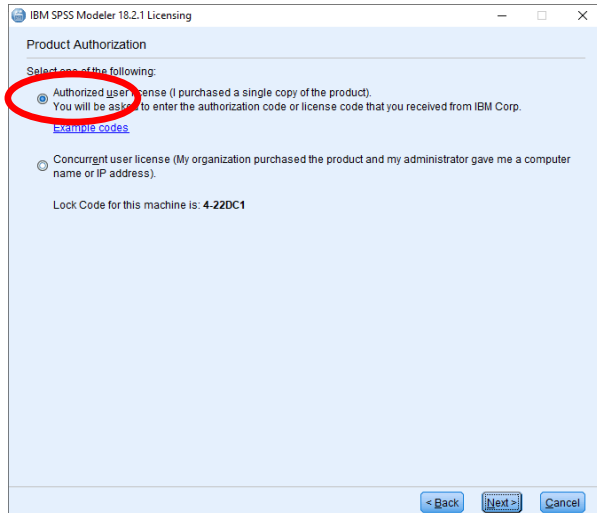 IBM SPSS Modeler 18.2.1 Licensing
Product Authorization
Select one of the following:
Authorized user license (I purchased a single copy of the product).
You will be asked to enter the authorization code or license code that you received from IBM Corp.
Example codes
Concurrent user license (My organization purchased the product and my administrator gave me a computer
name or IP address).
Lock Code for this machine is: 4-22DC1
< Back Next > Cancel